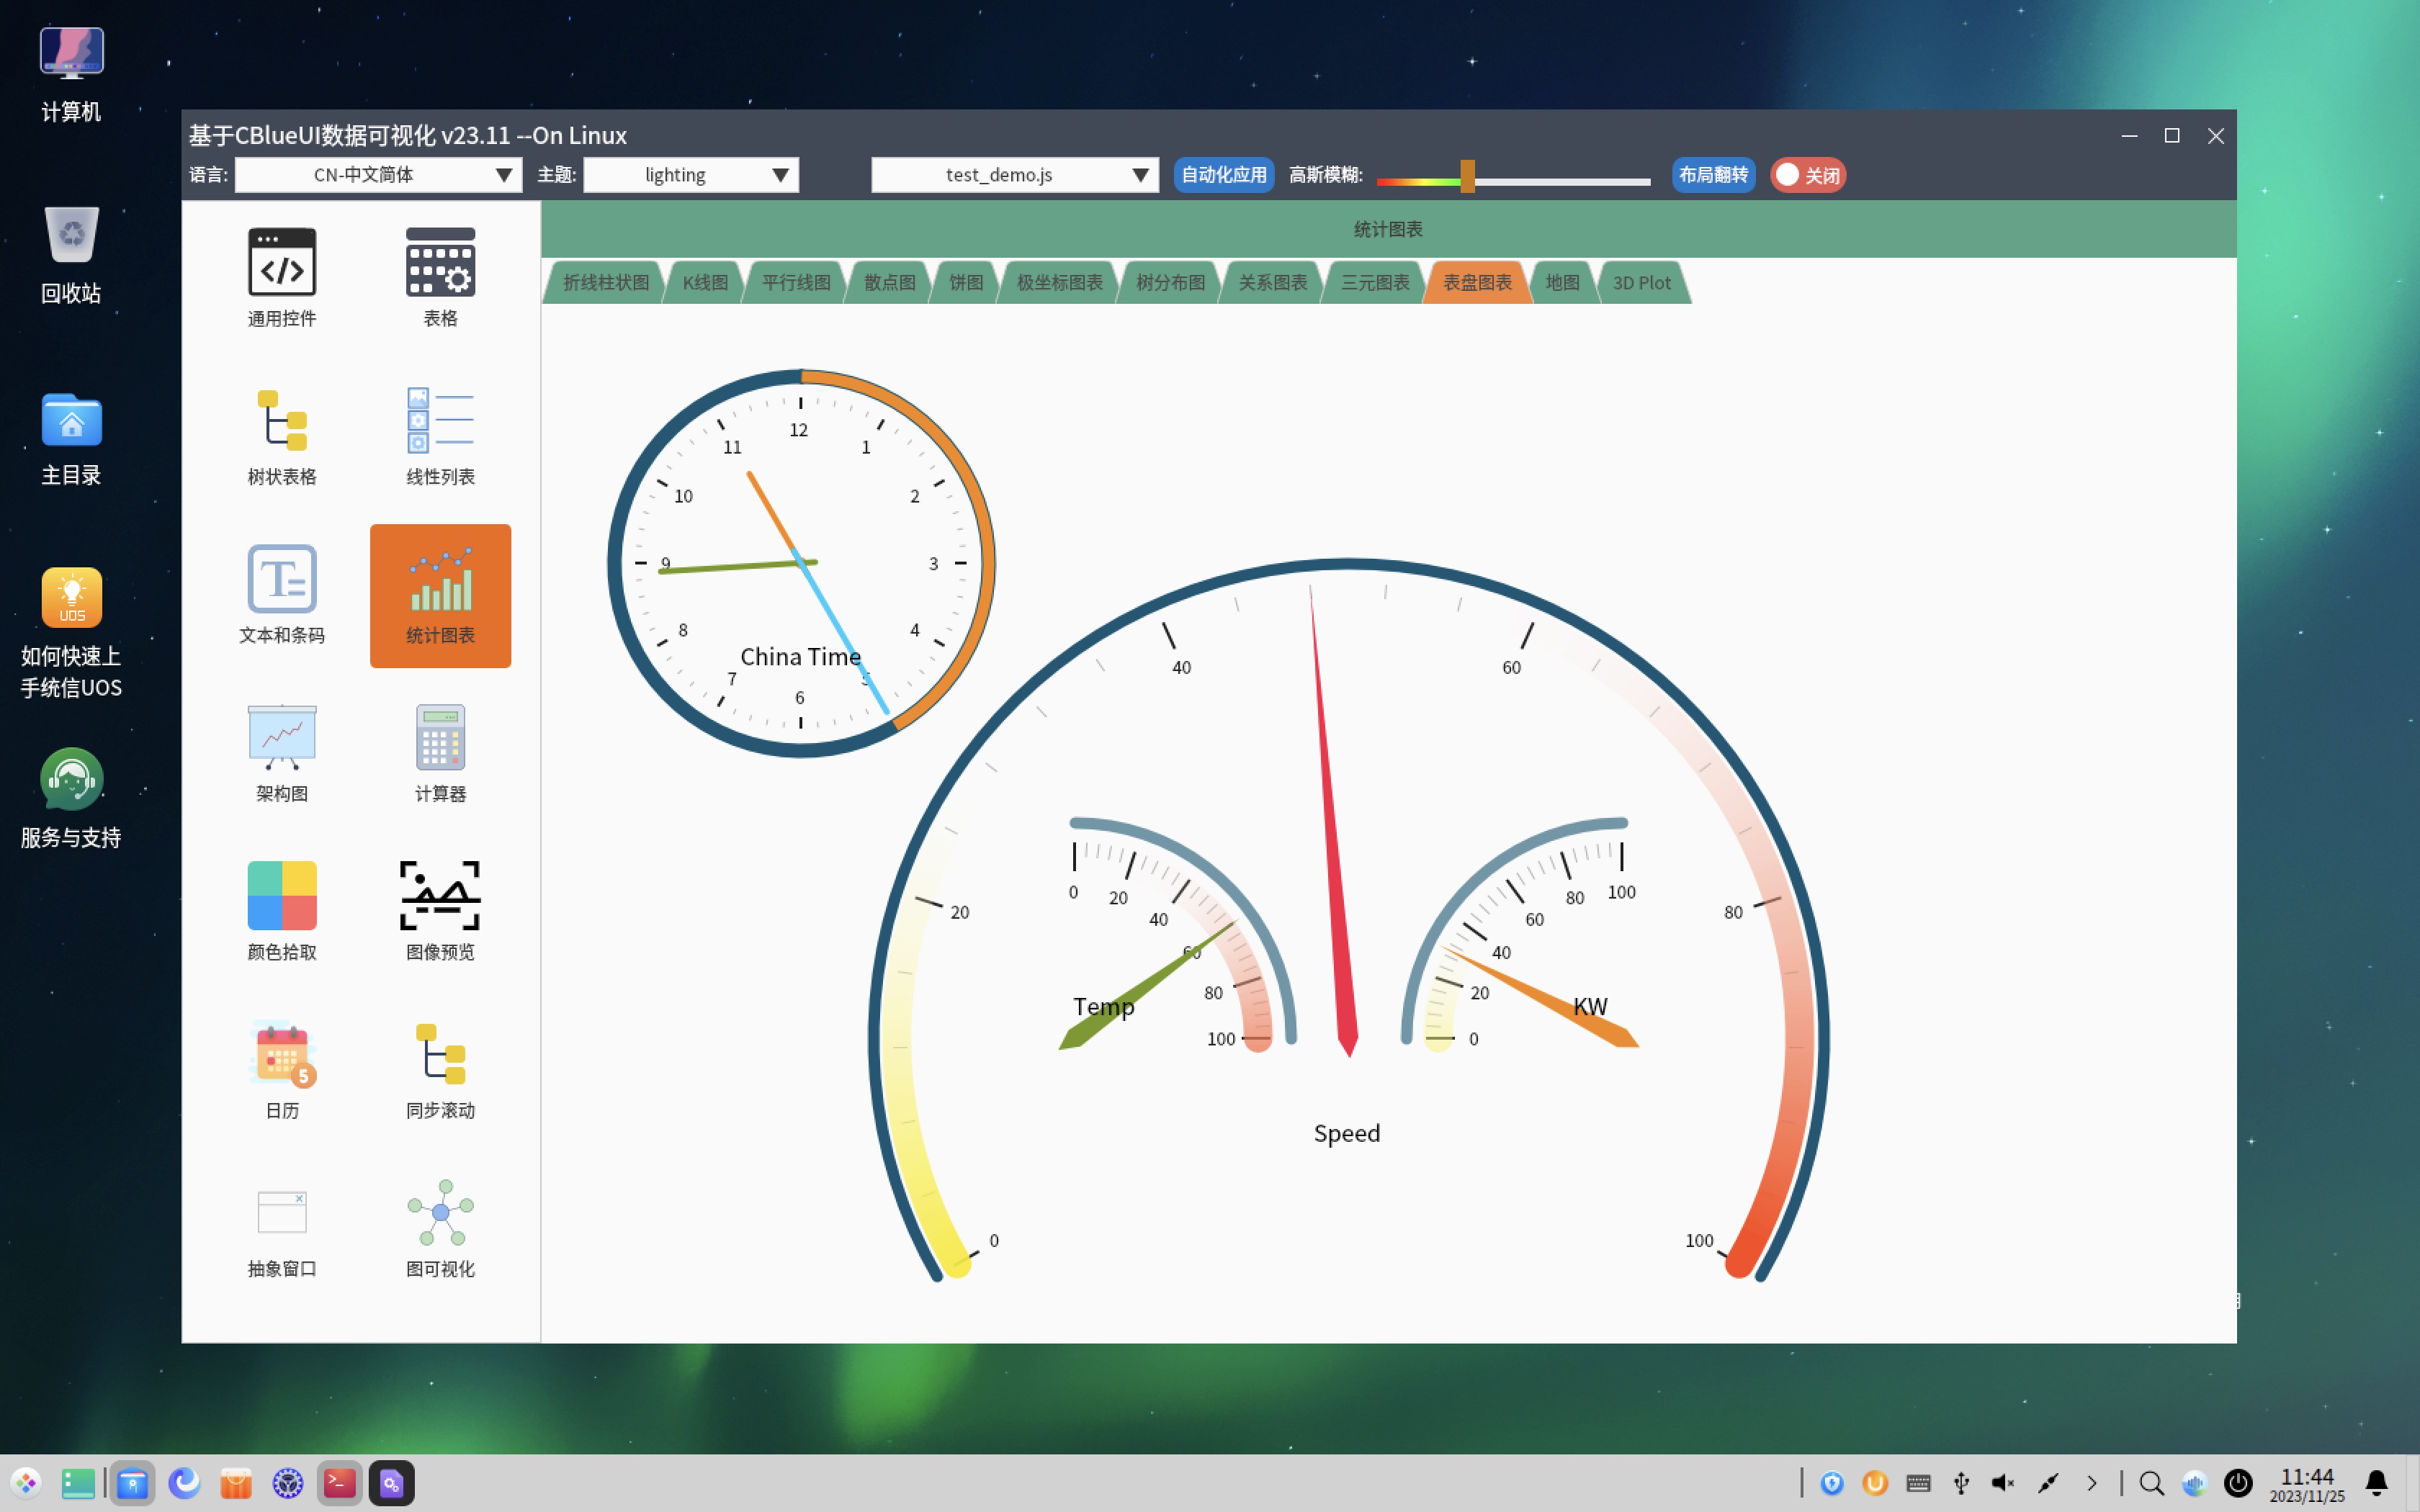 计算机
回收站
主目录
UOS
如何快速上
手统信UOS
服务与支持
基于CBlueUI数据可视化 v23.11 --On Linux
语言: CN-中文简体 主题: lighting test_demo.js 自动化应用 高斯模糊: 布局翻转 关闭
通用控件 表格
树状表格 线性列表
文本和条码 统计图表
架构图 计算器
颜色拾取 图像预览
5
日历 同步滚动
抽象窗口 图可视化
统计图表
折线柱状图 K线图 平行线图 散点图 饼图 极坐标图表 树分布图 关系图表 三元图表 表盘图表 地图 3D Plot
12
11 1
10 2
9 3
8 4
China Time
7 5
6
40 60
20 80
0 100
Speed
0 20 40 60 80 100
Temp
0 20 40 60 80 100
KW
11:44
2023/11/25